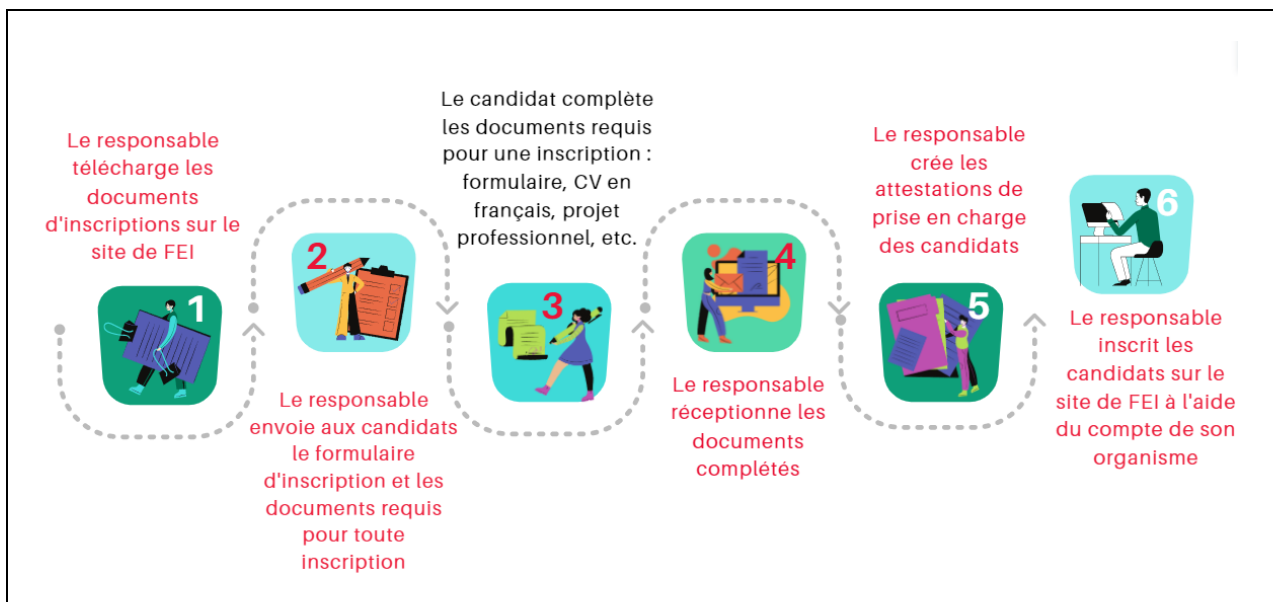 Le responsable
télécharge les
documents
d'inscriptions sur le
site de FEI
1
2
Le responsable
envoie aux candidats
le formulaire
d'inscription et les
documents requis
pour toute
inscription
Le candidat complète
les documents requis
pour une inscription :
formulaire, CV en
français, projet
professionnel, etc.
3
4
Le responsable
réceptionne les
documents
complétés
Le responsable
crée les
attestations de
prise en charge
des candidats
5
6
Le responsable
inscrit les
candidats sur le
site de FEI à l'aide
du compte de son
organisme